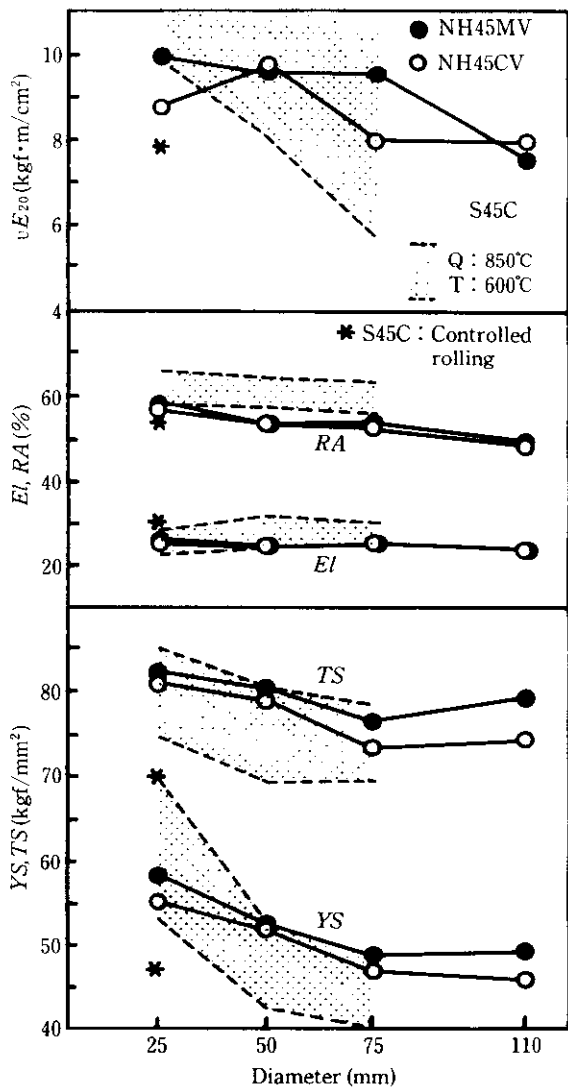 ● NH45MV
○ NH45CV
10
8
6
4
υE20 (kgf·m/cm²)
S45C
Q : 850℃
T : 600℃
* S45C : Controlled
rolling
60
40
20
El, RA (%)
RA
El
80
70
60
50
40
YS, TS (kgf/mm²)
TS
YS
25 50 75 110
Diameter (mm)